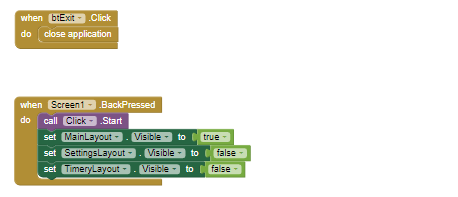 when btExit .Click
do close application
when Screen1 .BackPressed
do call Click .Start
set MainLayout . Visible to true
set SettingsLayout . Visible to false
set TimeryLayout . Visible to false